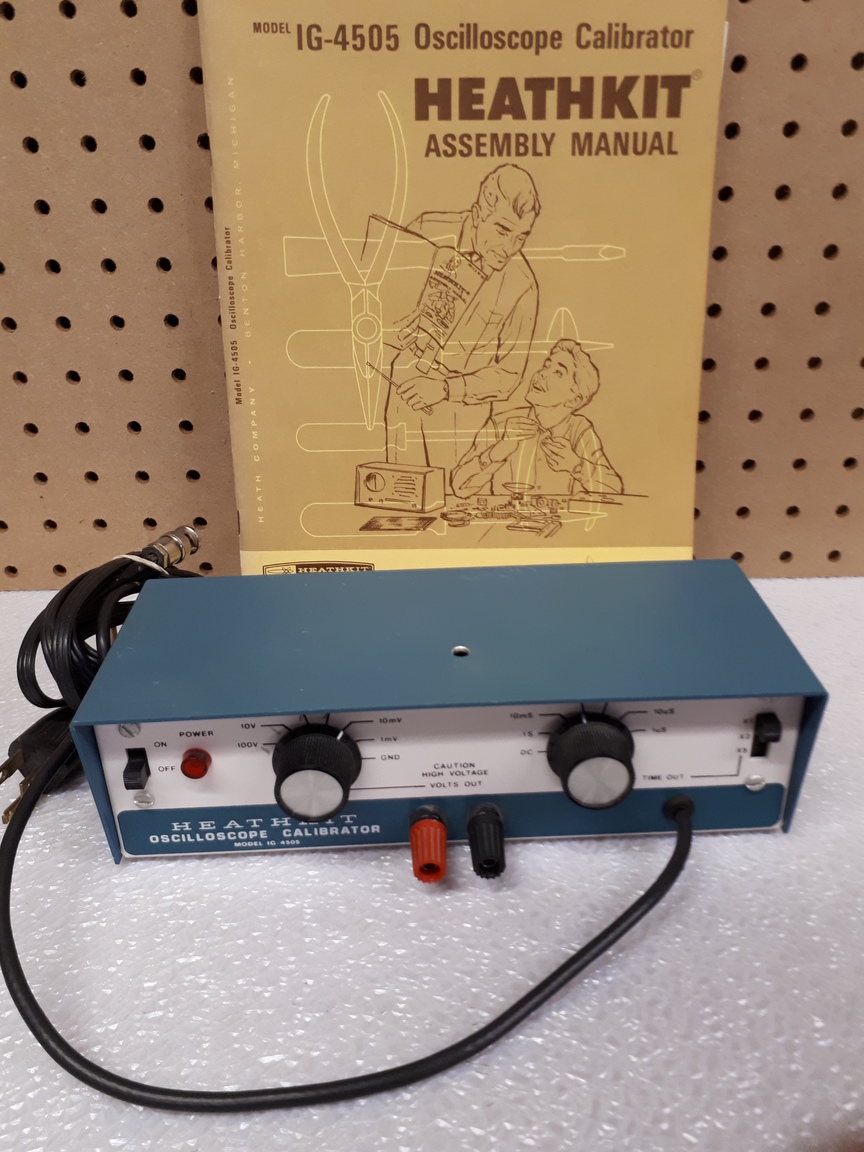 MODEL IG-4505 Oscilloscope Calibrator
HEATHKIT®
ASSEMBLY MANUAL
HEATH COMPANY • BENTON HARBOR MICHIGAN
Model IG-4505 Oscilloscope Calibrator
HEATHKIT
HEATHKIT
POWER
ON
OFF
10V
100V
10mV
1mV
GND
CAUTION
HIGH VOLTAGE
VOLTS OUT
10mS
1S
DC
10uS
1uS
X1
X2
X5
TIME OUT
HEATHKIT
OSCILLOSCOPE CALIBRATOR
MODEL IG-4505